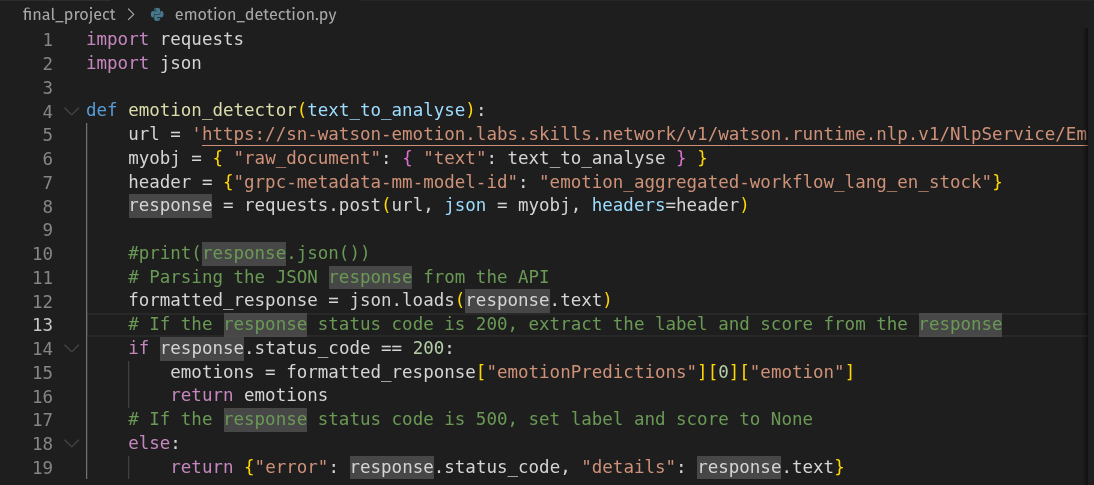 final_project > emotion_detection.py
1 import requests
2 import json
3
4 def emotion_detector(text_to_analyse):
5     url = 'https://sn-watson-emotion.labs.skills.network/v1/watson.runtime.nlp.v1/NlpService/Em
6     myobj = { "raw_document": { "text": text_to_analyse } }
7     header = {"grpc-metadata-mm-model-id": "emotion_aggregated-workflow_lang_en_stock"}
8     response = requests.post(url, json = myobj, headers=header)
9
10     #print(response.json())
11     # Parsing the JSON response from the API
12     formatted_response = json.loads(response.text)
13     # If the response status code is 200, extract the label and score from the response
14     if response.status_code == 200:
15         emotions = formatted_response["emotionPredictions"][0]["emotion"]
16         return emotions
17     # If the response status code is 500, set label and score to None
18     else:
19         return {"error": response.status_code, "details": response.text}